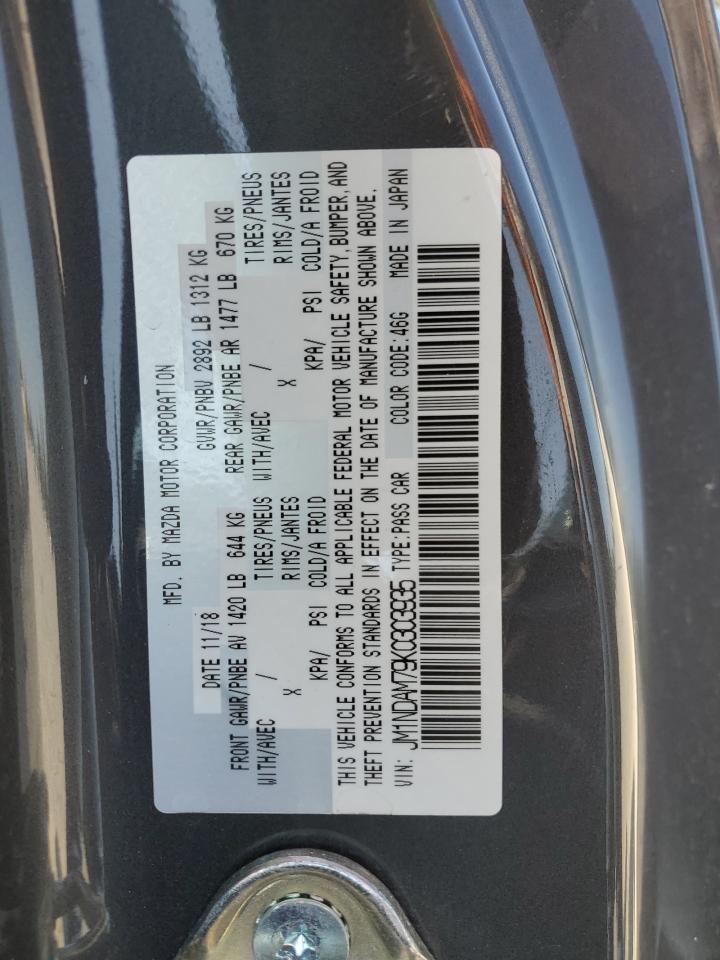 MFD. BY MAZDA MOTOR CORPORATION
DATE 11/18 GVWR/PNBV 2892 LB 1312 KG
FRONT GAWR/PNBE AV 1420 LB 644 KG REAR GAWR/PNBE AR 1477 LB 670 KG
WITH/AVEC / TIRES/PNEUS WITH/AVEC / TIRES/PNEUS
X RIMS/JANTES X RIMS/JANTES
KPA/ PSI COLD/A FROID KPA/ PSI COLD/A FROID
THIS VEHICLE CONFORMS TO ALL APPLICABLE FEDERAL MOTOR VEHICLE SAFETY, BUMPER, AND
THEFT PREVENTION STANDARDS IN EFFECT ON THE DATE OF MANUFACTURE SHOWN ABOVE.
VIN: JM1NDAM79K0303935 TYPE:PASS CAR COLOR CODE:46G MADE IN JAPAN